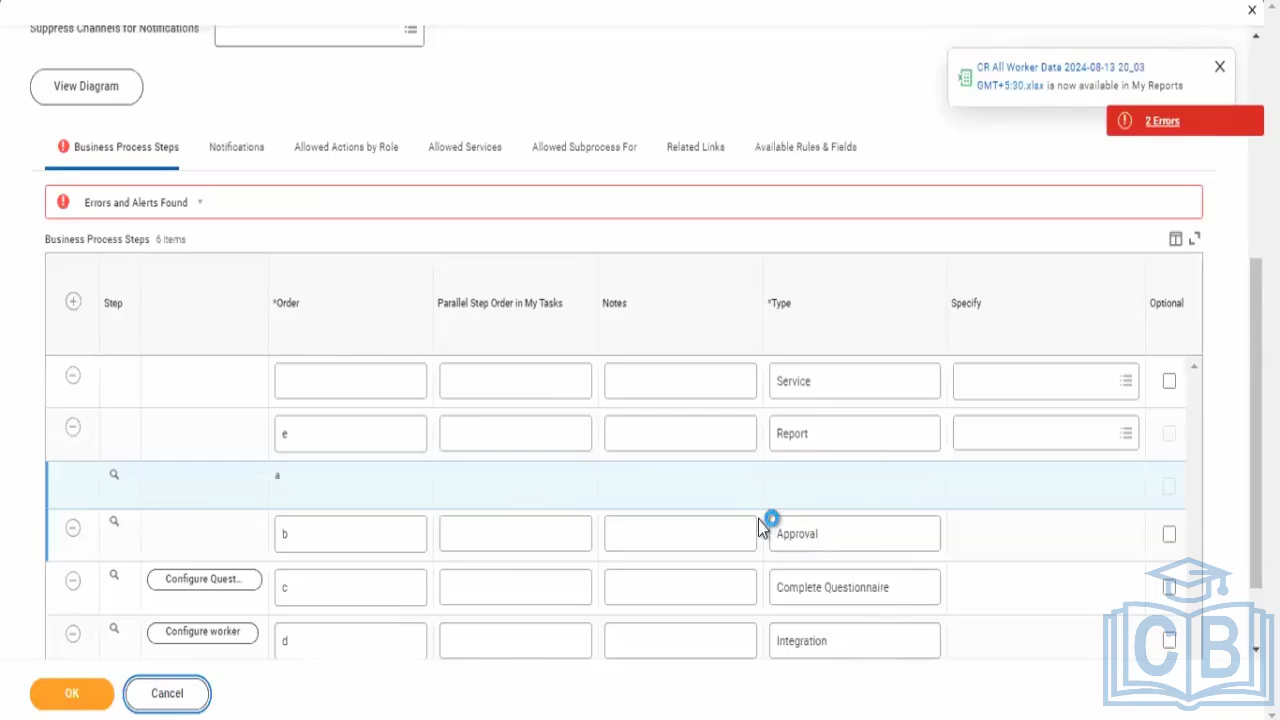 Suppress Channels for Notifications
View Diagram
CR All Worker Data 2024-08-13 20_03
GMT+5:30.xlsx is now available in My Reports
2 Errors
Business Process Steps Notifications Allowed Actions by Role Allowed Services Allowed Subprocess For Related Links Available Rules & Fields
Errors and Alerts Found
Business Process Steps 6 items
Step *Order Parallel Step Order in My Tasks Notes *Type Specify Optional
Service
e Report
a
b Approval
Configure Quest... c Complete Questionnaire
Configure worker d Integration
OK Cancel
CB